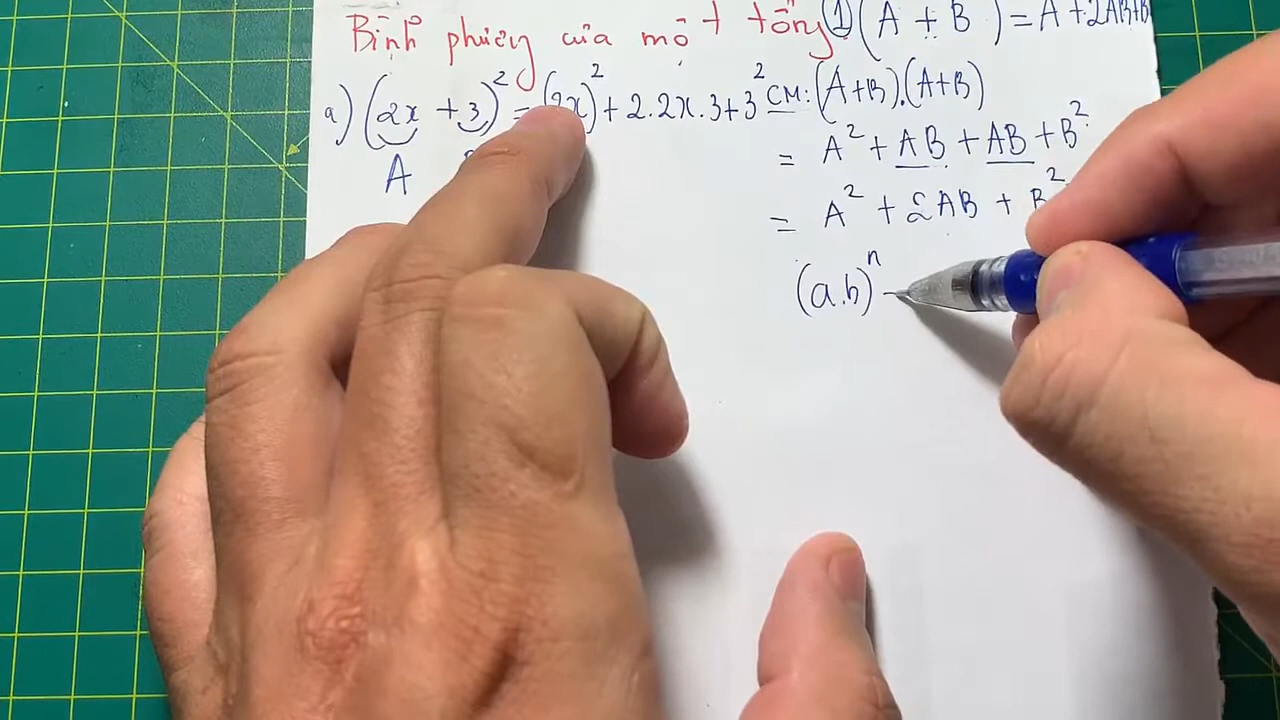 Bình phương của một tổng ① (A + B) = A + 2AB + B
a) (2x + 3)² = (2x)² + 2.2x.3 + 3²
A
CM: (A+B).(A+B)
= A² + AB + AB + B²
= A² + 2AB + B²
(a.b)ⁿ